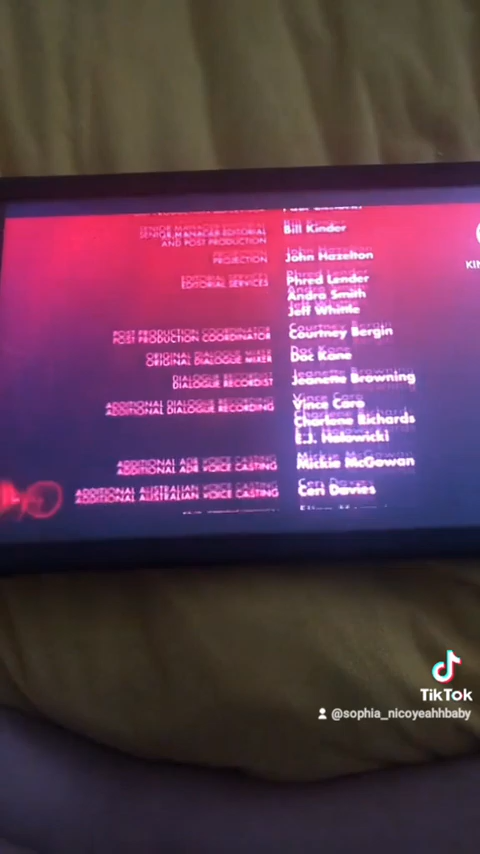 Bill Kinder
SENIOR MANAGER EDITORIAL
AND POST PRODUCTION
PROJECTION John Hazelton
EDITORIAL SERVICES Phred Lender
Andra Smith
Jeff Whittle
POST PRODUCTION COORDINATOR Courtney Bergin
ORIGINAL DIALOGUE MIXER Doc Kane
DIALOGUE RECORDIST Jeanette Browning
ADDITIONAL DIALOGUE RECORDING Vince Caro
Charlene Richards
E.J. Holowicki
ADDITIONAL ADR VOICE CASTING Mickie McGowan
ADDITIONAL AUSTRALIAN VOICE CASTING Ceri Davies
TikTok
@sophia_nicoyeahhbaby